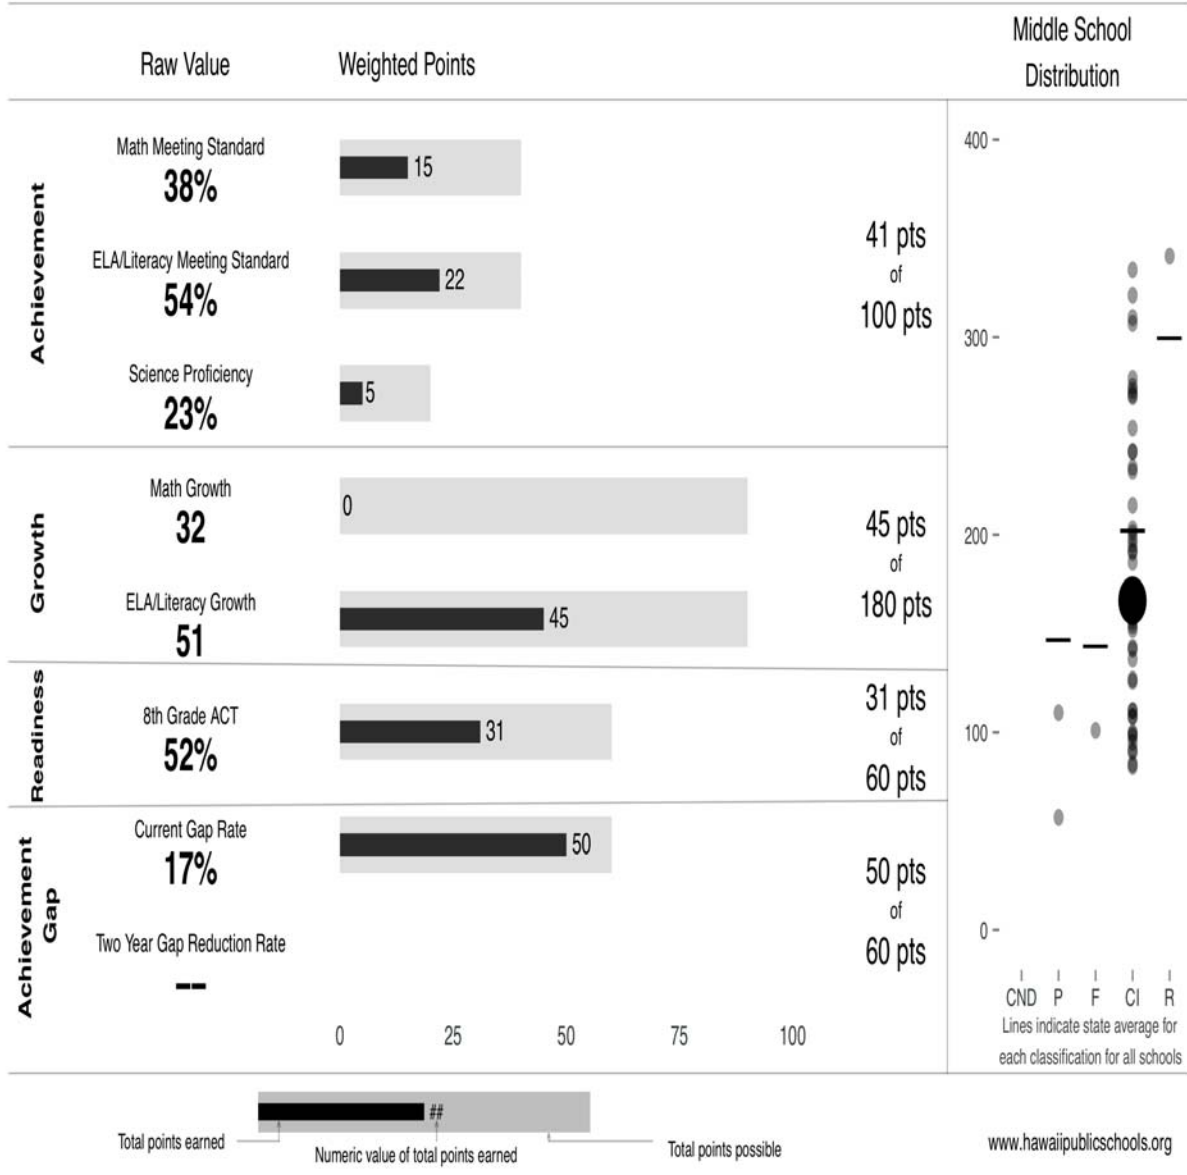 Raw Value
Weighted Points
Middle School
Distribution
Achievement
Math Meeting Standard
38%
15
ELA/Literacy Meeting Standard
54%
22
Science Proficiency
23%
5
41 pts
of
100 pts
Growth
Math Growth
32
0
ELA/Literacy Growth
51
45
45 pts
of
180 pts
Readiness
8th Grade ACT
52%
31
31 pts
of
60 pts
Achievement
Gap
Current Gap Rate
17%
50
Two Year Gap Reduction Rate
--
50 pts
of
60 pts
0 25 50 75 100
400
300
200
100
0
CND P F CI R
Lines indicate state average for
each classification for all schools
##
Total points earned
Numeric value of total points earned
Total points possible
www.hawaiipublicschools.org